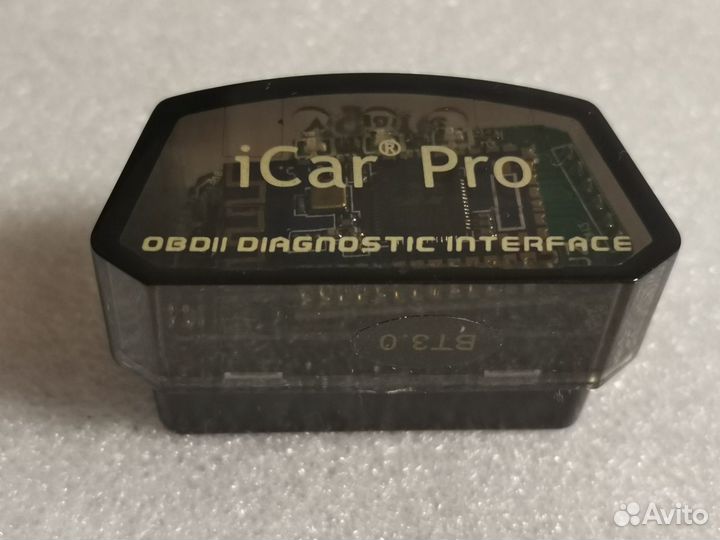 iCar® Pro
OBDII DIAGNOSTIC INTERFACE
BT3.0
Avito